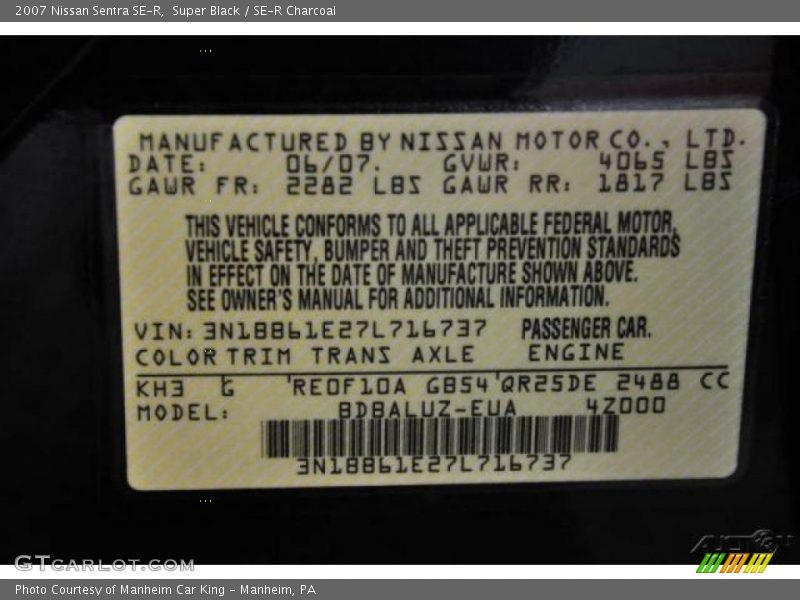 2007 Nissan Sentra SE-R,  Super Black / SE-R Charcoal
MANUFACTURED BY NISSAN MOTOR CO., LTD.
DATE: 06/07. GVWR: 4065 LBS
GAWR FR: 2282 LBS GAWR RR: 1817 LBS
THIS VEHICLE CONFORMS TO ALL APPLICABLE FEDERAL MOTOR,
VEHICLE SAFETY, BUMPER AND THEFT PREVENTION STANDARDS
IN EFFECT ON THE DATE OF MANUFACTURE SHOWN ABOVE.
SEE OWNER'S MANUAL FOR ADDITIONAL INFORMATION.
VIN: 3N1BB61E27L716737 PASSENGER CAR.
COLOR TRIM TRANS AXLE ENGINE
KH3 G RE0F10A GB54 QR25DE 2488 CC
MODEL: BDBALUZ-EUA 4Z000
3N1BB61E27L716737
GTCARLOT.COM
Photo Courtesy of Manheim Car King - Manheim, PA